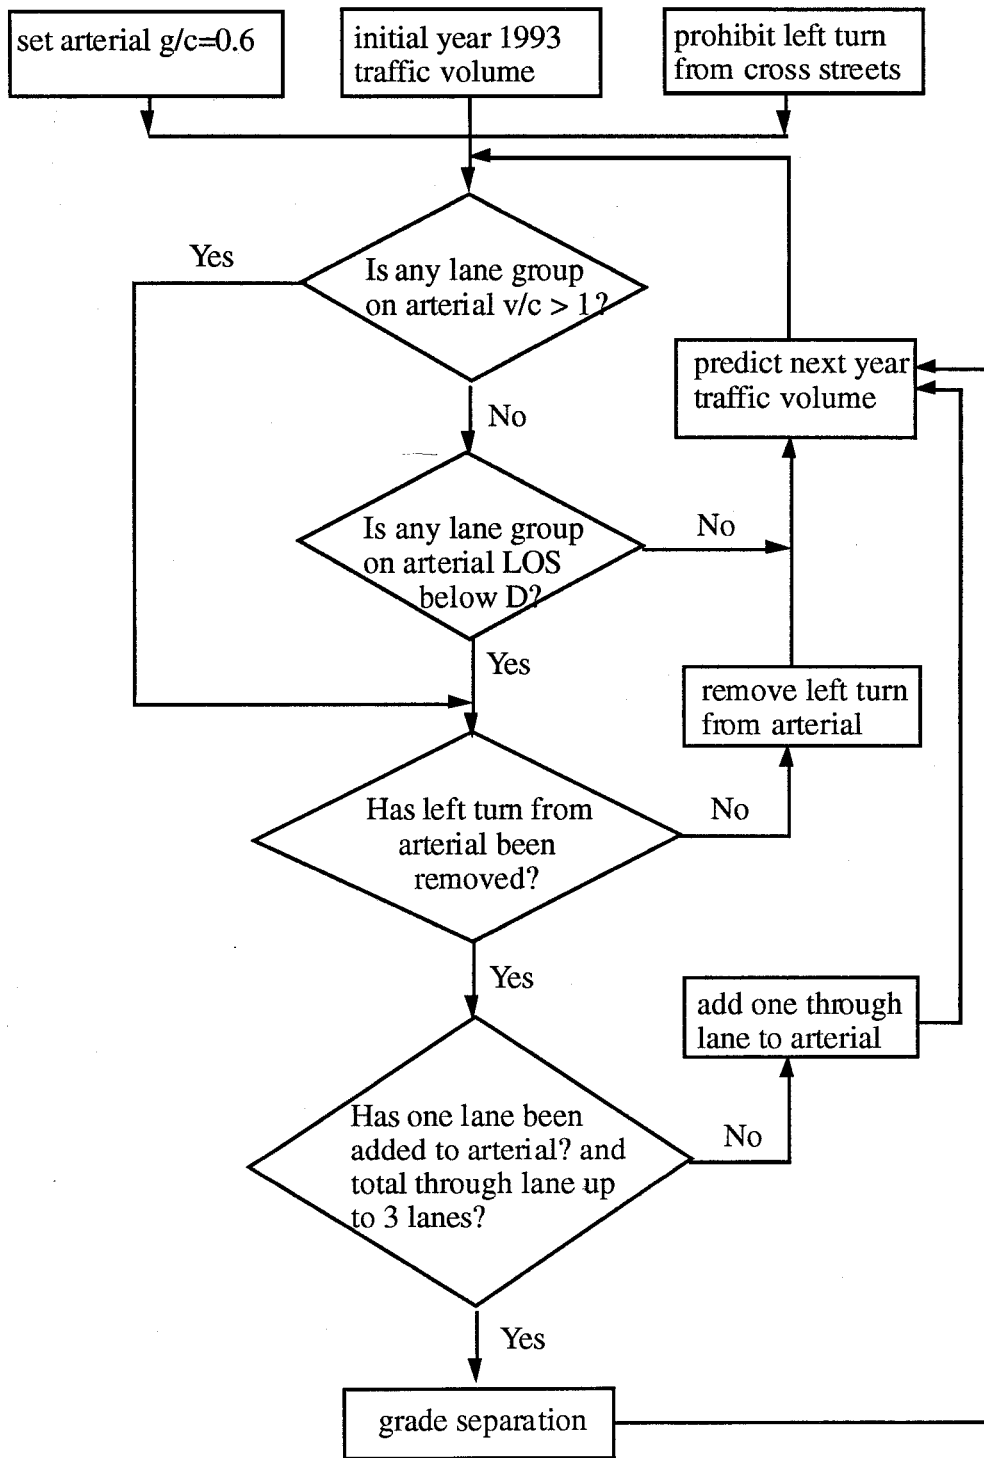 set arterial g/c=0.6
initial year 1993
traffic volume
prohibit left turn
from cross streets
Yes
Is any lane group
on arterial v/c > 1?
predict next year
traffic volume
No
Is any lane group
on arterial LOS
below D?
No
Yes
remove left turn
from arterial
Has left turn from
arterial been
removed?
No
Yes
add one through
lane to arterial
Has one lane been
added to arterial? and
total through lane up
to 3 lanes?
No
Yes
grade separation